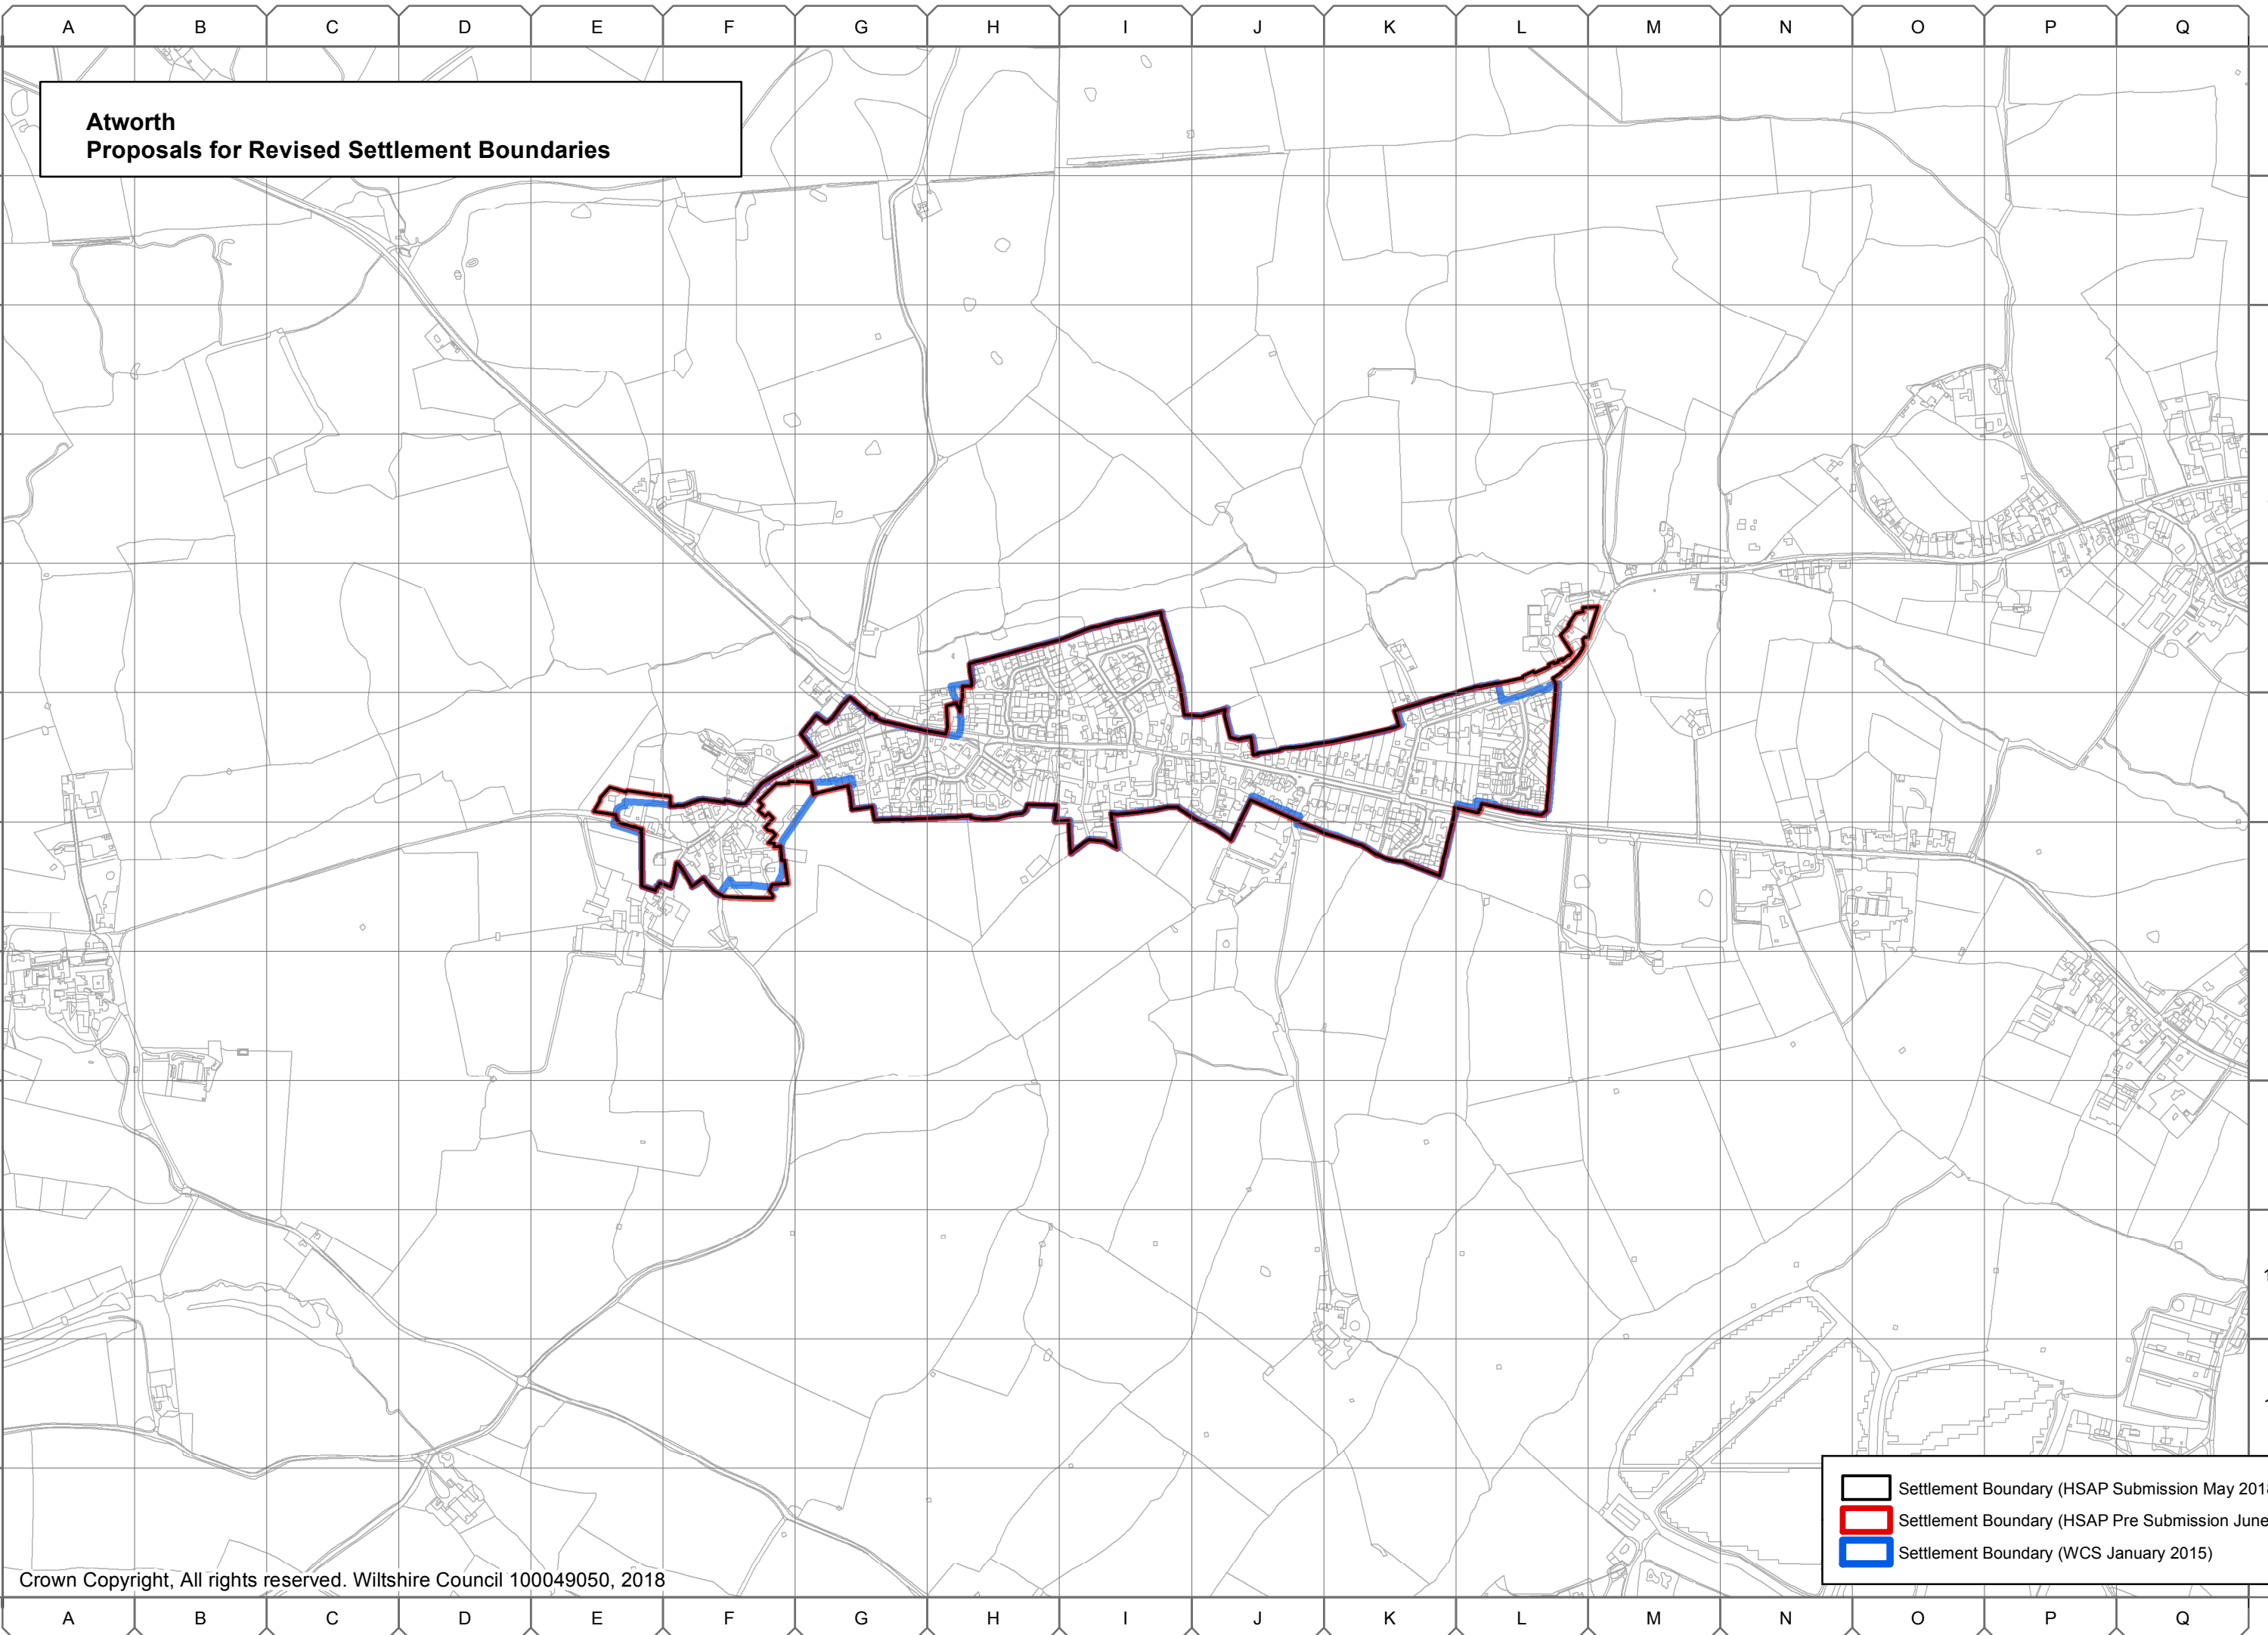 A B C D E F G H I J K L M N O P Q
Atworth
Proposals for Revised Settlement Boundaries
Settlement Boundary (HSAP Submission May 201
Settlement Boundary (HSAP Pre Submission June
Settlement Boundary (WCS January 2015)
Crown Copyright, All rights reserved. Wiltshire Council 100049050, 2018
A B C D E F G H I J K L M N O P Q